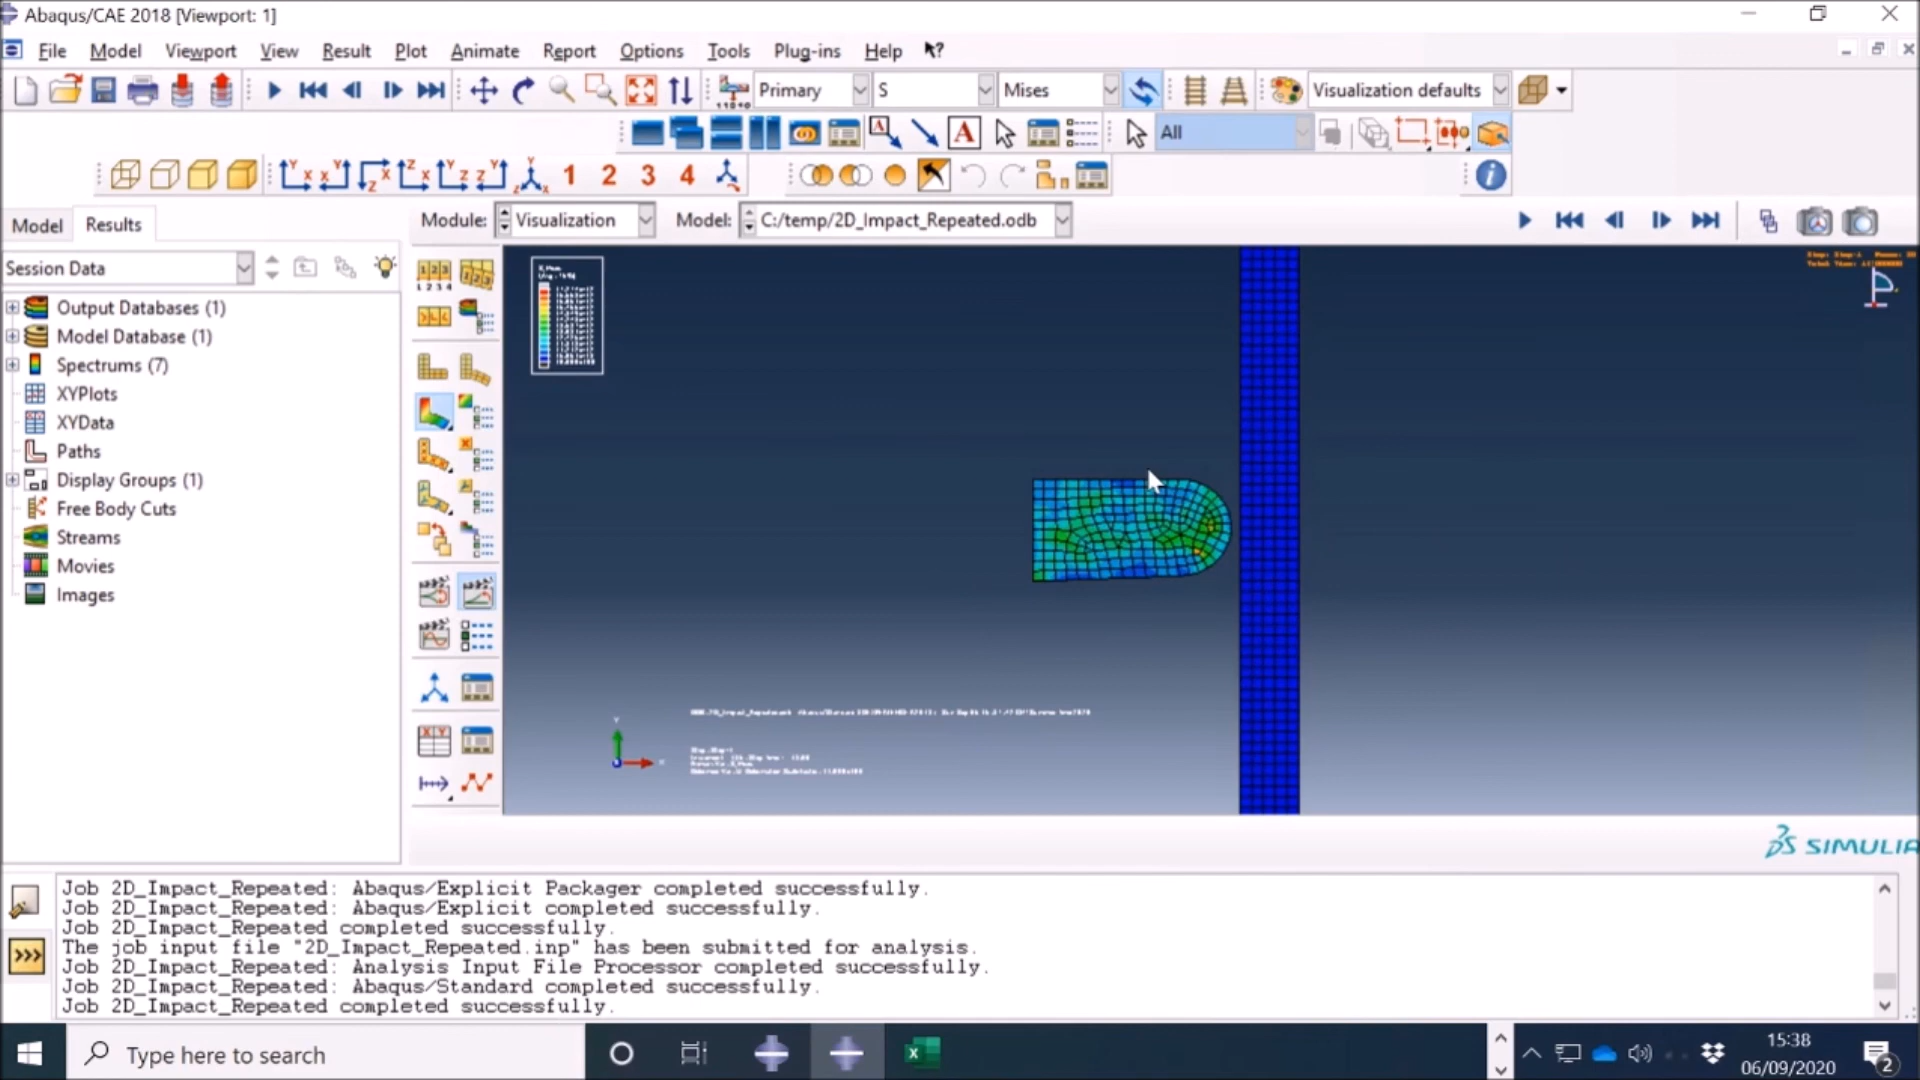 Abaqus/CAE 2018 [Viewport: 1]
File Model Viewport View Result Plot Animate Report Options Tools Plug-ins Help
Primary S Mises Visualization defaults
All
1 2 3 4
Model Results Module: Visualization Model: C:/temp/2D_Impact_Repeated.odb
Session Data
Output Databases (1)
Model Database (1)
Spectrums (7)
XYPlots
XYData
Paths
Display Groups (1)
Free Body Cuts
Streams
Movies
Images
Y
X
SIMULIA
Job 2D_Impact_Repeated: Abaqus/Explicit Packager completed successfully.
Job 2D_Impact_Repeated: Abaqus/Explicit completed successfully.
Job 2D_Impact_Repeated completed successfully.
The job input file "2D_Impact_Repeated.inp" has been submitted for analysis.
Job 2D_Impact_Repeated: Analysis Input File Processor completed successfully.
Job 2D_Impact_Repeated: Abaqus/Standard completed successfully.
Job 2D_Impact_Repeated completed successfully.
Type here to search
15:38
06/09/2020
2